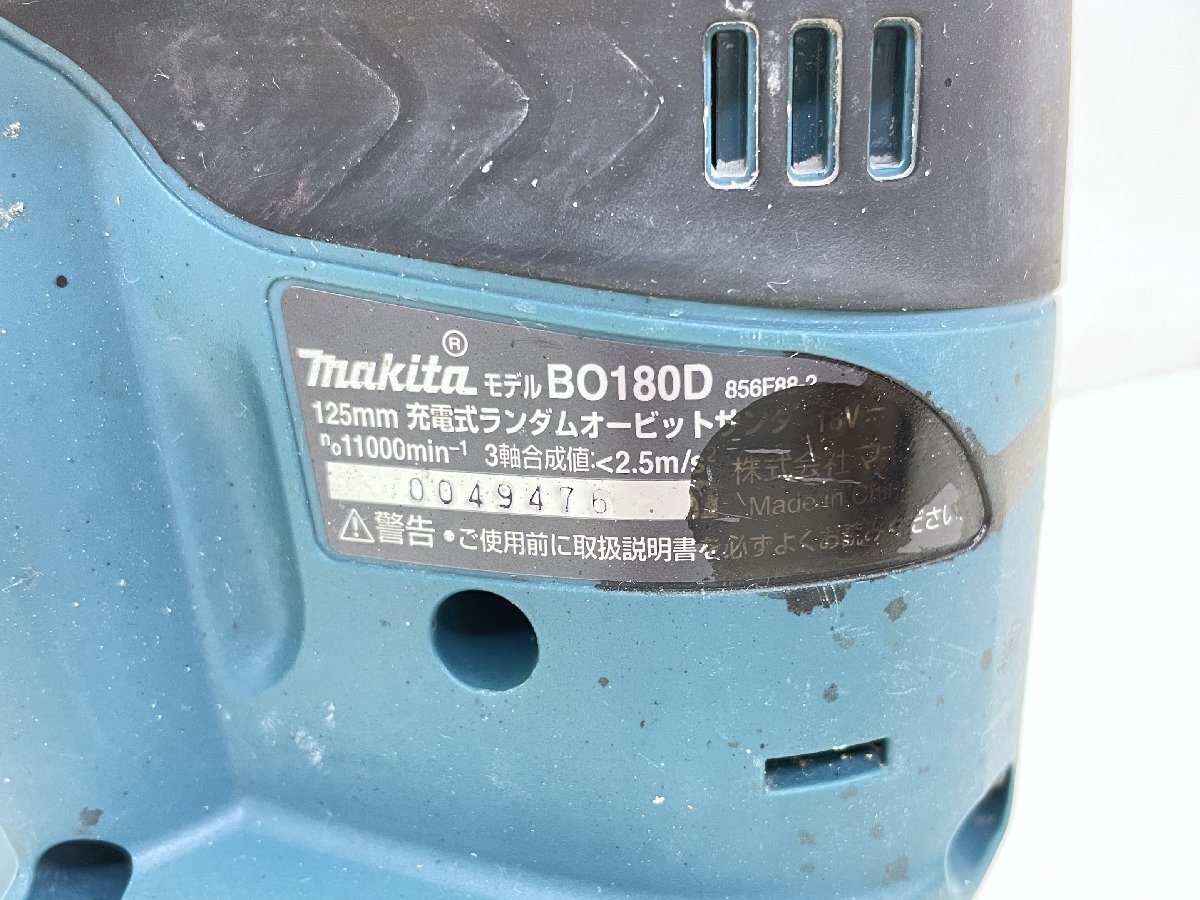 makita® モデル BO180D 856F88-2
125mm 充電式ランダムオービットサンダ 18V
n₀11000min⁻¹ 3軸合成値:<2.5m/s² 株式会社 マ
0049476 Made in Chin
⚠警告 • ご使用前に取扱説明書を必ずよくお読みください。